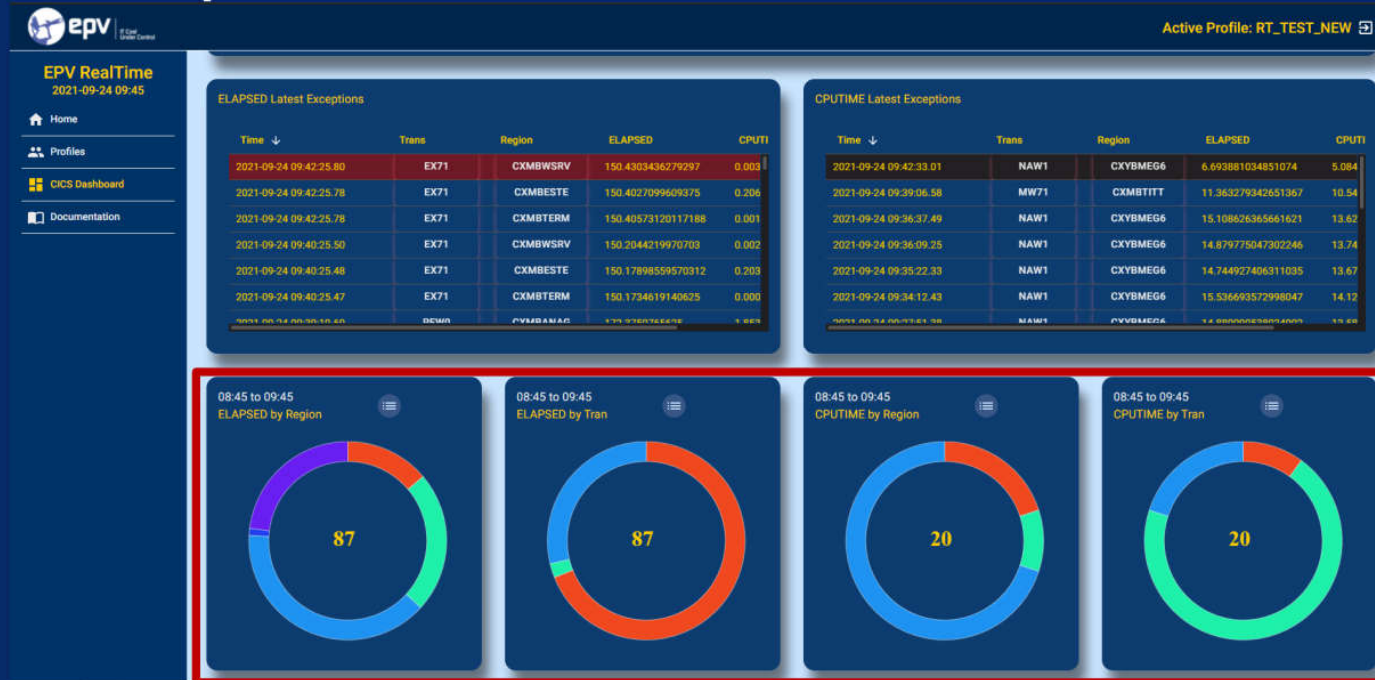 epv IT Cost Under Control
Active Profile: RT_TEST_NEW
EPV RealTime
2021-09-24 09:45
Home
Profiles
CICS Dashboard
Documentation
ELAPSED Latest Exceptions
Time Trans Region ELAPSED CPUTI
2021-09-24 09:42:25.80 EX71 CXMBWSRV 150.4303436279297 0.003
2021-09-24 09:42:25.78 EX71 CXMBESTE 150.4027099609375 0.206
2021-09-24 09:42:25.78 EX71 CXMBTERM 150.40573120117188 0.001
2021-09-24 09:40:25.50 EX71 CXMBWSRV 150.2044219970703 0.002
2021-09-24 09:40:25.48 EX71 CXMBESTE 150.17898559570312 0.203
2021-09-24 09:40:25.47 EX71 CXMBTERM 150.1734619140625 0.000
CPUTIME Latest Exceptions
Time Trans Region ELAPSED CPUTI
2021-09-24 09:42:33.01 NAW1 CXYBMEG6 6.693881034851074 5.084
2021-09-24 09:39:06.58 MW71 CXMBTITT 11.363279342651367 10.54
2021-09-24 09:36:37.49 NAW1 CXYBMEG6 15.108626365661621 13.62
2021-09-24 09:36:09.25 NAW1 CXYBMEG6 14.879775047302246 13.74
2021-09-24 09:35:22.33 NAW1 CXYBMEG6 14.744927406311035 13.67
2021-09-24 09:34:12.43 NAW1 CXYBMEG6 15.536693572998047 14.12
08:45 to 09:45
ELAPSED by Region
87
08:45 to 09:45
ELAPSED by Tran
87
08:45 to 09:45
CPUTIME by Region
20
08:45 to 09:45
CPUTIME by Tran
20